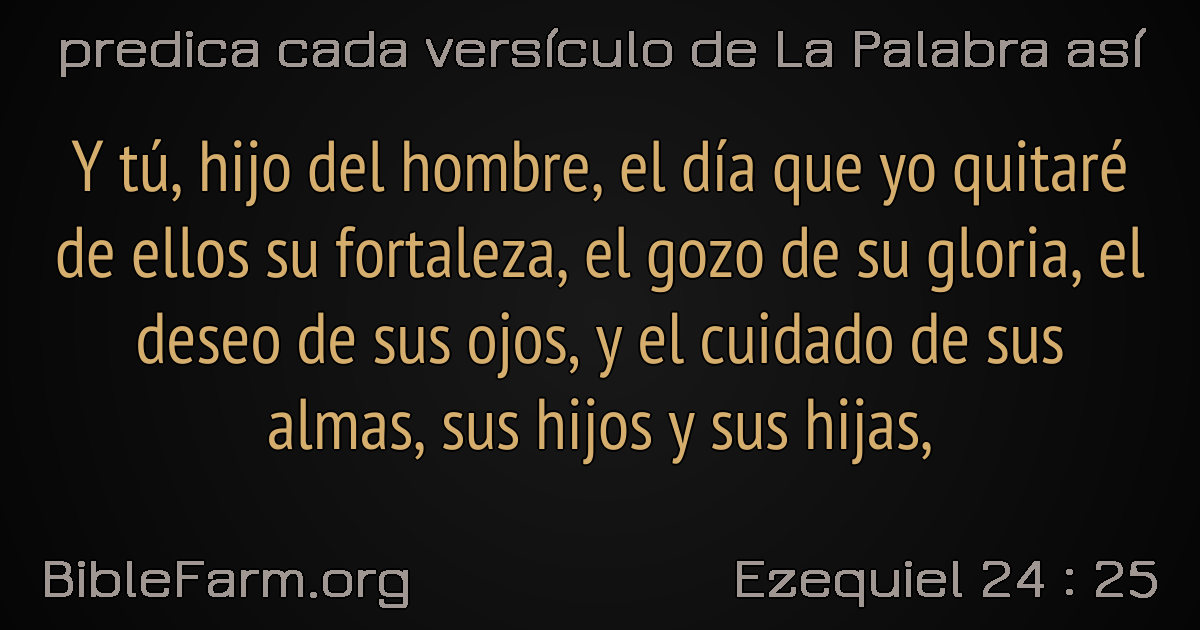 predica cada versículo de La Palabra así
Y tú, hijo del hombre, el día que yo quitaré
de ellos su fortaleza, el gozo de su gloria, el
deseo de sus ojos, y el cuidado de sus
almas, sus hijos y sus hijas,
BibleFarm.org
Ezequiel 24 : 25